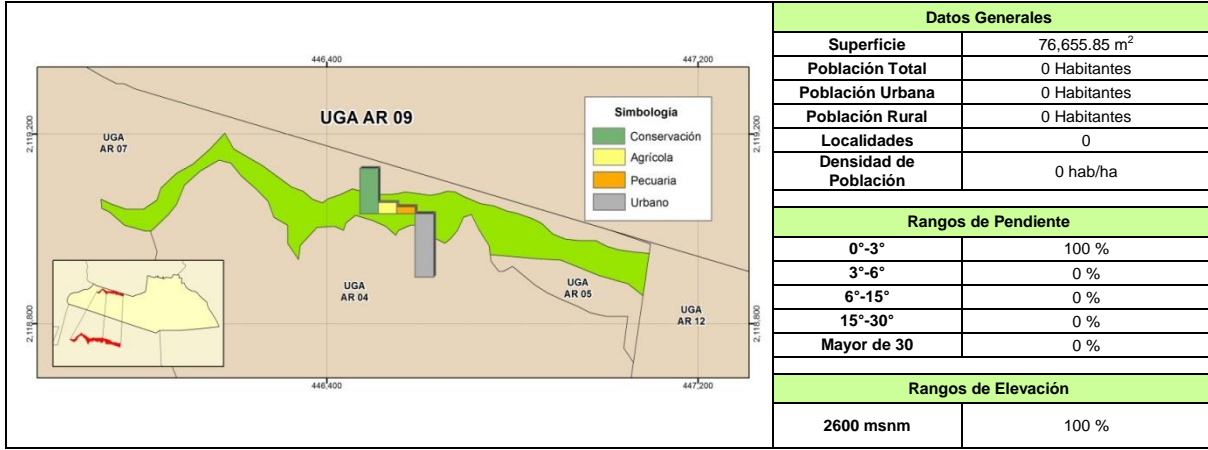 446,400
447,200
UGA AR 09
2,119,200
2,119,200
UGA
AR 07
Simbología
Conservación
Agrícola
Pecuaria
Urbano
UGA
AR 04
UGA
AR 05
UGA
AR 12
2,118,800
2,118,800
446,400
447,200
Datos Generales
Superficie 76,655.85 m²
Población Total 0 Habitantes
Población Urbana 0 Habitantes
Población Rural 0 Habitantes
Localidades 0
Densidad de
Población 0 hab/ha
Rangos de Pendiente
0°-3° 100 %
3°-6° 0 %
6°-15° 0 %
15°-30° 0 %
Mayor de 30 0 %
Rangos de Elevación
2600 msnm 100 %